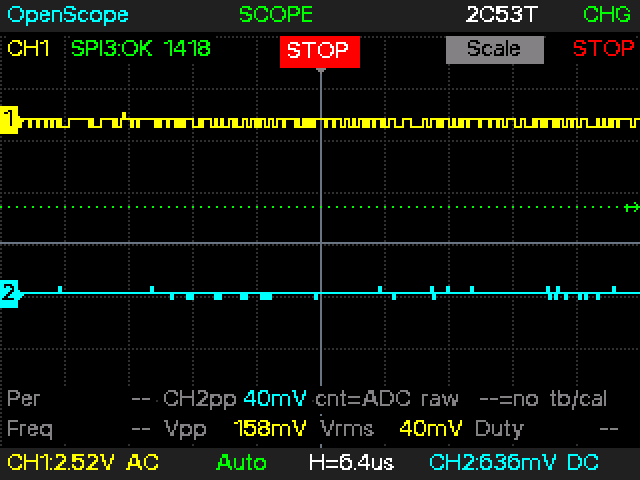 OpenScope SCOPE 2C53T CHG
CH1 SPI3:OK 1418 STOP Scale STOP
1
2
Per -- CH2pp 40mV cnt=ADC raw --=no tb/cal
Freq -- Vpp 158mV Vrms 40mV Duty --
CH1:2.52V AC Auto H=6.4us CH2:636mV DC